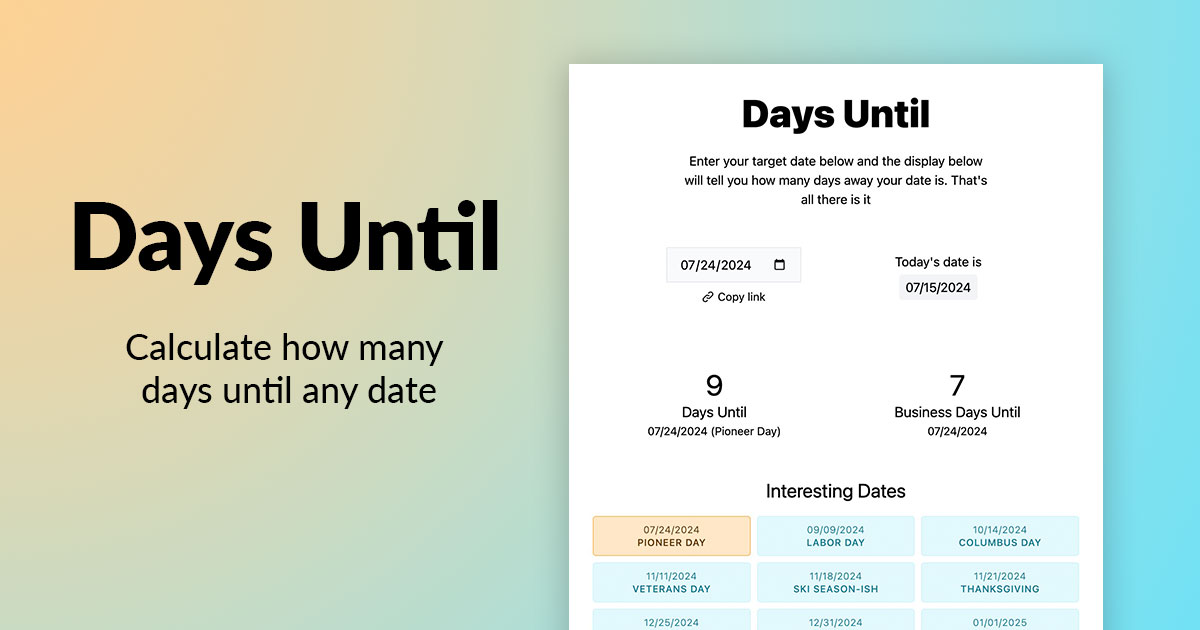 Days Until
Calculate how many
days until any date
Days Until
Enter your target date below and the display below
will tell you how many days away your date is. That's
all there is it
07/24/2024
Copy link
Today's date is
07/15/2024
9
Days Until
07/24/2024 (Pioneer Day)
7
Business Days Until
07/24/2024
Interesting Dates
07/24/2024
PIONEER DAY
09/09/2024
LABOR DAY
10/14/2024
COLUMBUS DAY
11/11/2024
VETERANS DAY
11/18/2024
SKI SEASON-ISH
11/21/2024
THANKSGIVING
12/25/2024
12/31/2024
01/01/2025